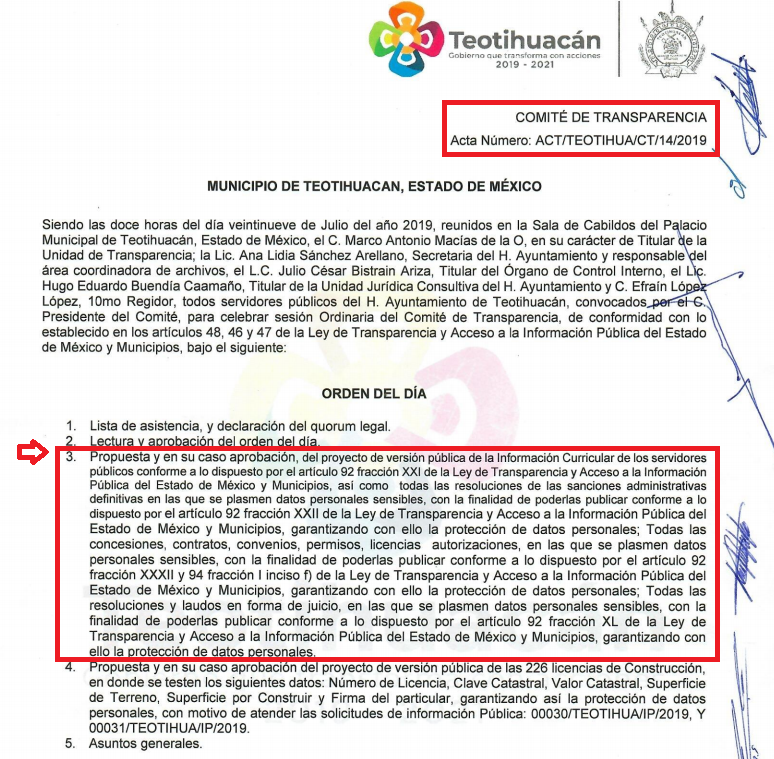 Teotihuacán
Gobierno que transforma con acciones
2019 - 2021
COMITÉ DE TRANSPARENCIA
Acta Número: ACT/TEOTIHUA/CT/14/2019
MUNICIPIO DE TEOTIHUACAN, ESTADO DE MÉXICO
Siendo las doce horas del día veintinueve de Julio del año 2019, reunidos en la Sala de Cabildos del Palacio
Municipal de Teotihuacán, Estado de México, el C. Marco Antonio Macías de la O, en su carácter de Titular de la
Unidad de Transparencia; la Lic. Ana Lidia Sánchez Arellano, Secretaria del H. Ayuntamiento y responsable del
área coordinadora de archivos, el L.C. Julio César Bistrain Ariza, Titular del Órgano de Control Interno, el Lic.
Hugo Eduardo Buendía Caamaño, Titular de la Unidad Jurídica Consultiva del H. Ayuntamiento y C. Efraín López
López, 10mo Regidor, todos servidores públicos del H. Ayuntamiento de Teotihuacán, convocados por el C.
Presidente del Comité, para celebrar sesión Ordinaria del Comité de Transparencia, de conformidad con lo
establecido en los artículos 48, 46 y 47 de la Ley de Transparencia y Acceso a la Información Pública del Estado
de México y Municipios, bajo el siguiente:
ORDEN DEL DÍA
1. Lista de asistencia, y declaración del quorum legal.
2. Lectura y aprobación del orden del día.
3. Propuesta y en su caso aprobación, del proyecto de versión pública de la Información Curricular de los servidores
públicos conforme a lo dispuesto por el artículo 92 fracción XXI de la Ley de Transparencia y Acceso a la Información
Pública del Estado de México y Municipios, así como todas las resoluciones de las sanciones administrativas
definitivas en las que se plasmen datos personales sensibles, con la finalidad de poderlas publicar conforme a lo
dispuesto por el artículo 92 fracción XXII de la Ley de Transparencia y Acceso a la Información Pública del
Estado de México y Municipios, garantizando con ello la protección de datos personales; Todas las
concesiones, contratos, convenios, permisos, licencias autorizaciones, en las que se plasmen datos
personales sensibles, con la finalidad de poderlas publicar conforme a lo dispuesto por el artículo 92
fracción XXXII y 94 fracción I inciso f) de la Ley de Transparencia y Acceso a la Información Pública del
Estado de México y Municipios, garantizando con ello la protección de datos personales; Todas las
resoluciones y laudos en forma de juicio, en las que se plasmen datos personales sensibles, con la
finalidad de poderlas publicar conforme a lo dispuesto por el artículo 92 fracción XL de la Ley de
Transparencia y Acceso a la Información Pública del Estado de México y Municipios, garantizando con
ello la protección de datos personales.
4. Propuesta y en su caso aprobación del proyecto de versión pública de las 226 licencias de Construcción,
en donde se testen los siguientes datos: Número de Licencia, Clave Catastral, Valor Catastral, Superficie
de Terreno, Superficie por Construir y Firma del particular, garantizando así la protección de datos
personales, con motivo de atender las solicitudes de información Pública: 00030/TEOTIHUA/IP/2019, Y
00031/TEOTIHUA/IP/2019.
5. Asuntos generales.